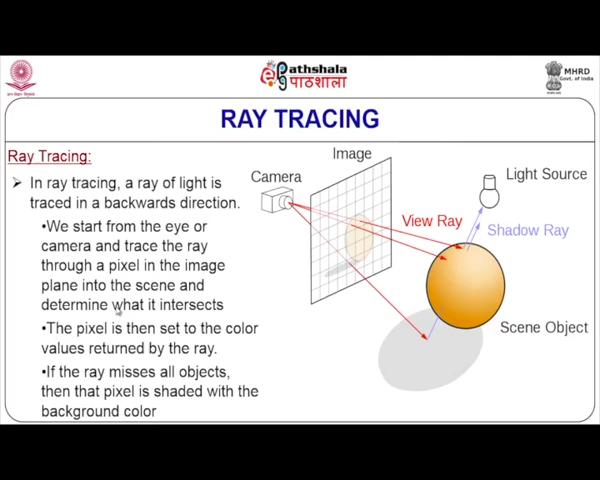 Pathshala
पाठशाला
MHRD
Govt. of India
RAY TRACING
Ray Tracing:
➢ In ray tracing, a ray of light is
traced in a backwards direction.
•We start from the eye or
camera and trace the ray
through a pixel in the image
plane into the scene and
determine what it intersects
•The pixel is then set to the color
values returned by the ray.
•If the ray misses all objects,
then that pixel is shaded with the
background color
Image
Camera
Light Source
View Ray
Shadow Ray
Scene Object